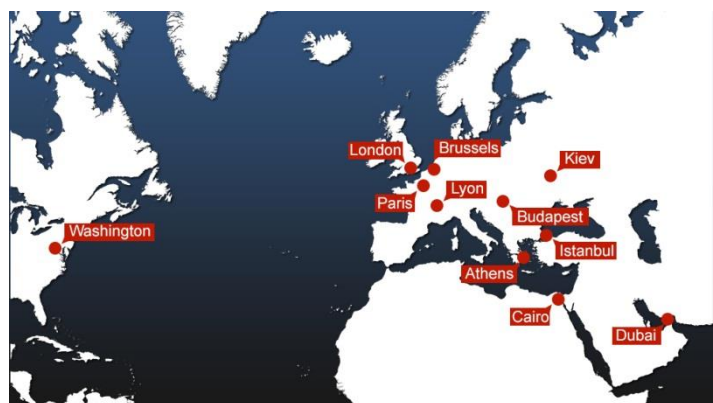 London
Brussels
Kiev
Paris
Lyon
Budapest
Washington
Istanbul
Athens
Cairo
Dubai